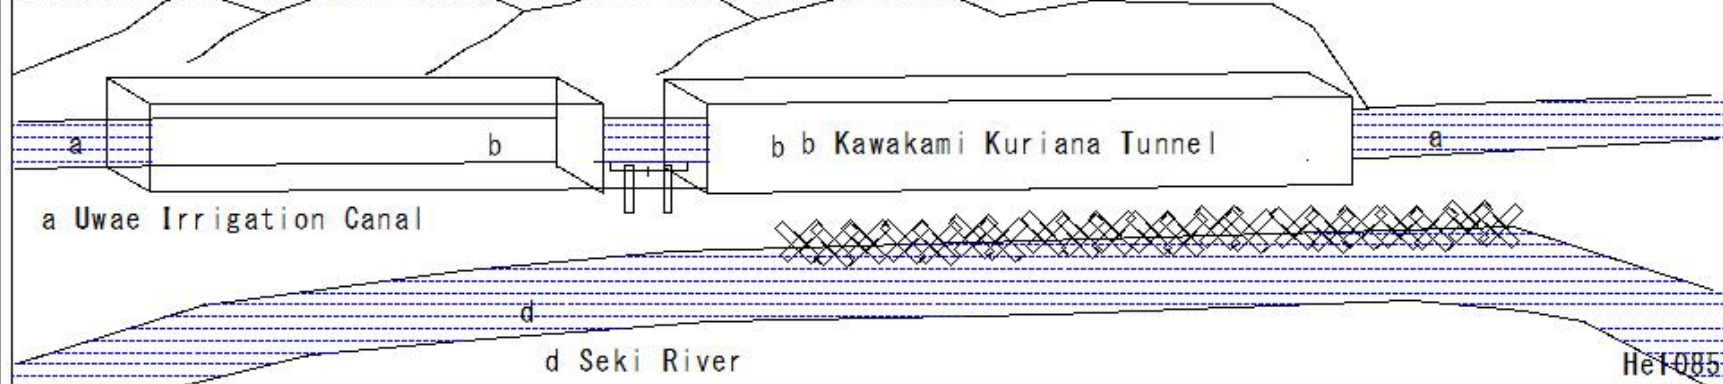 a
b
b b Kawakami Kuriana Tunnel
a
a Uwae Irrigation Canal
d
d Seki River